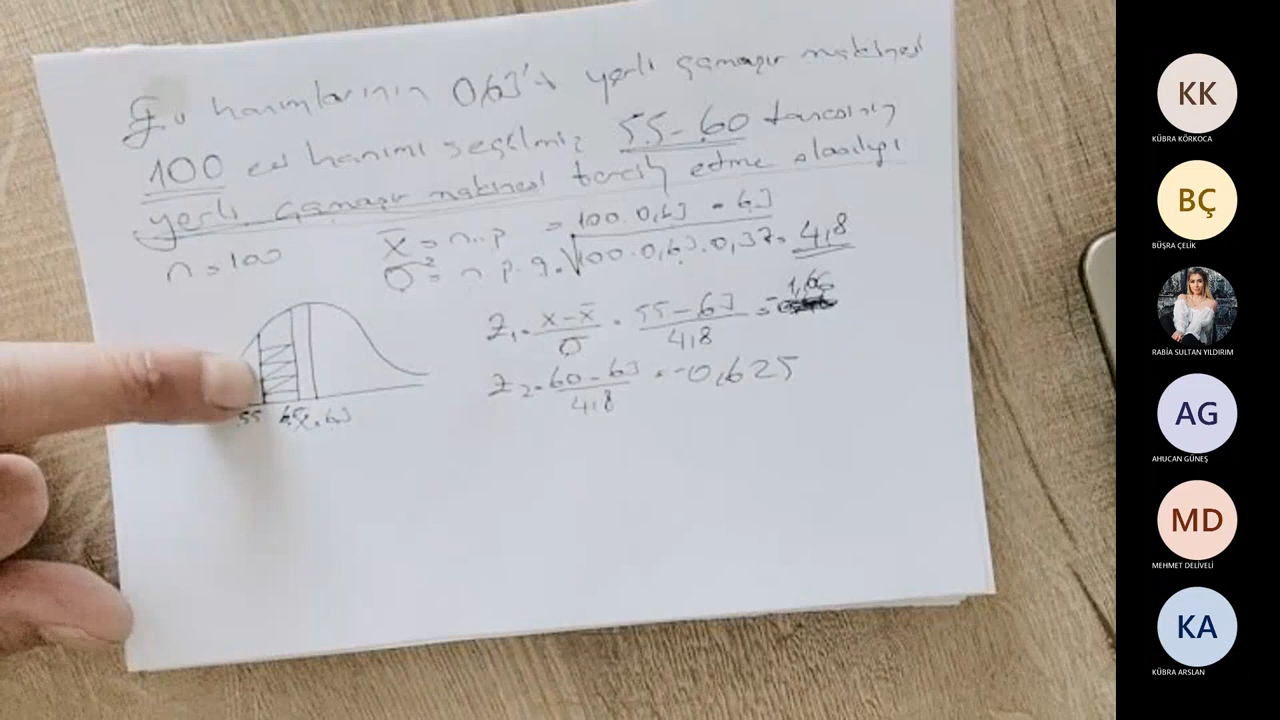 Ev hanımlarının 0,63'ü yerli çamaşır makinesi
100 ev hanımı seçilmiş 55-60 tanesinin
yerli çamaşır makinesi tercih etme olasılığı
n=100
x̄ = n.p = 100.0,63 = 63
σ² = n.p.q = √100.0,63.0,37 = 4,8
Z₁ = x-x̄/σ = 55-63/4,8 = 1,66
Z₂ = 60-63/4,8 = -0,625
55
x̄=63
KK
KÜBRA KÖRKOCA
BÇ
BÜŞRA ÇELİK
RABİA SULTAN YILDIRIM
AG
AHUCAN GÜNEŞ
MD
MEHMET DELİVELİ
KA
KÜBRA ARSLAN